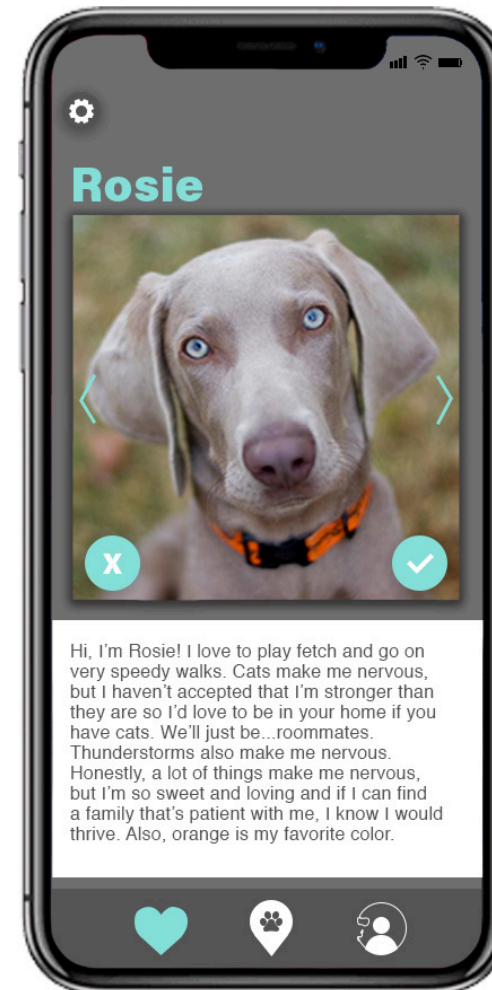 Rosie
X
Hi, I'm Rosie! I love to play fetch and go on
very speedy walks. Cats make me nervous,
but I haven't accepted that I'm stronger than
they are so I'd love to be in your home if you
have cats. We'll just be...roommates.
Thunderstorms also make me nervous.
Honestly, a lot of things make me nervous,
but I'm so sweet and loving and if I can find
a family that's patient with me, I know I would
thrive. Also, orange is my favorite color.